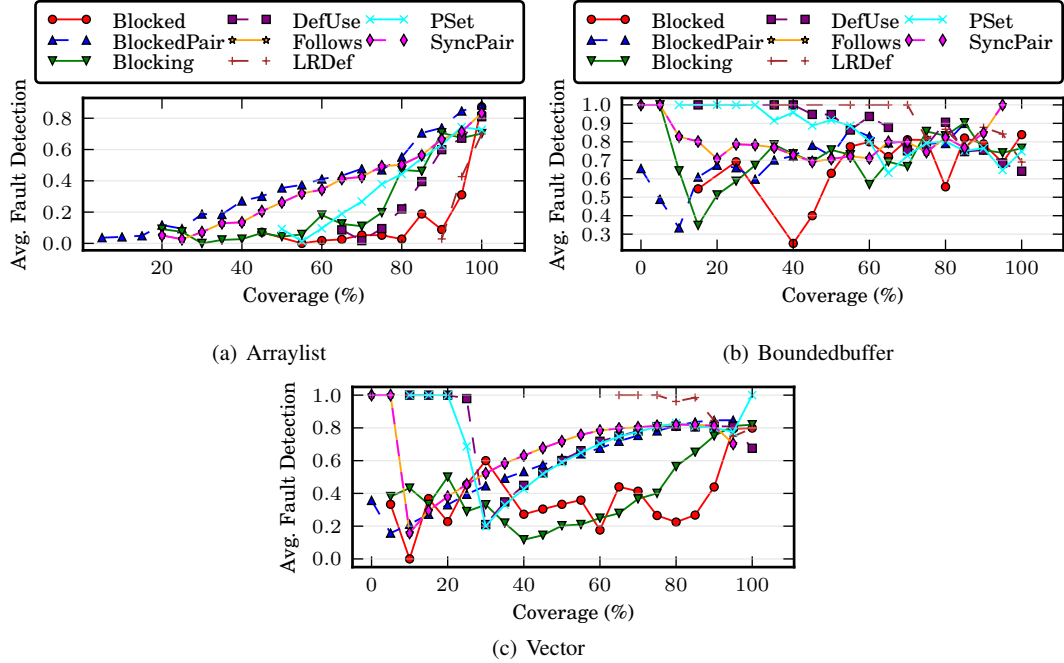 Blocked DefUse PSet
BlockedPair Follows SyncPair
Blocking LRDef
Blocked DefUse PSet
BlockedPair Follows SyncPair
Blocking LRDef
Avg. Fault Detection
0.8
0.6
0.4
0.2
0.0
20 40 60 80 100
Coverage (%)
(a) Arraylist
Avg. Fault Detection
1.0
0.9
0.8
0.7
0.6
0.5
0.4
0.3
0 20 40 60 80 100
Coverage (%)
(b) Boundedbuffer
Avg. Fault Detection
1.0
0.8
0.6
0.4
0.2
0.0
0 20 40 60 80 100
Coverage (%)
(c) Vector